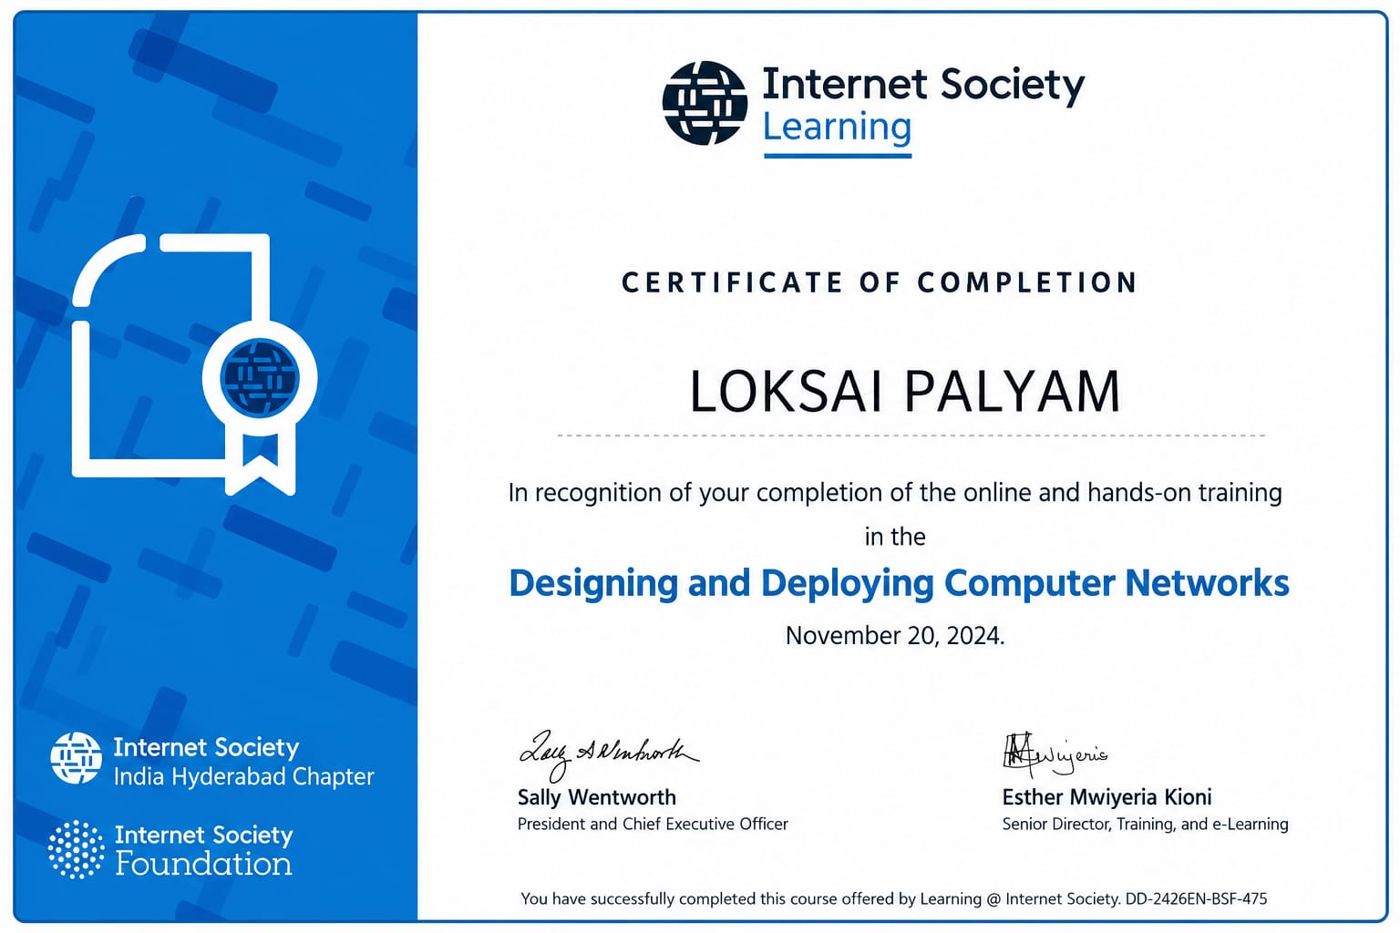 Internet Society
Learning
CERTIFICATE OF COMPLETION
LOKSAI PALYAM
In recognition of your completion of the online and hands-on training
in the
Designing and Deploying Computer Networks
November 20, 2024.
Sally Wentworth
President and Chief Executive Officer
Mwiyeria
Esther Mwiyeria Kioni
Senior Director, Training, and e-Learning
You have successfully completed this course offered by Learning @ Internet Society. DD-2426EN-BSF-475
Internet Society
India Hyderabad Chapter
Internet Society
Foundation